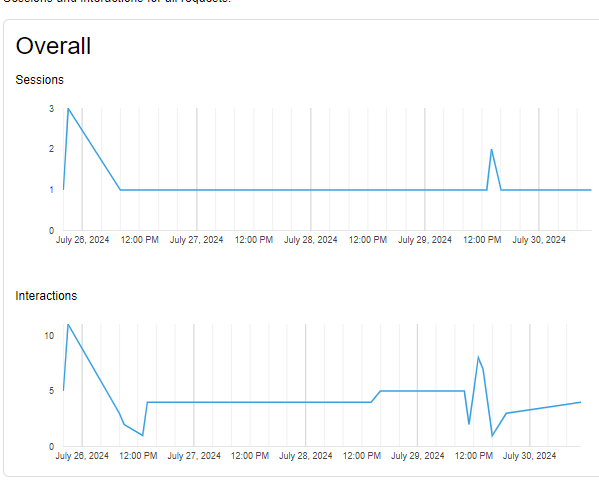 Sessions and interactions for all requests.
Overall
Sessions
3
2
1
0
July 26, 2024 12:00 PM July 27, 2024 12:00 PM July 28, 2024 12:00 PM July 29, 2024 12:00 PM July 30, 2024
Interactions
10
5
0
July 26, 2024 12:00 PM July 27, 2024 12:00 PM July 28, 2024 12:00 PM July 29, 2024 12:00 PM July 30, 2024